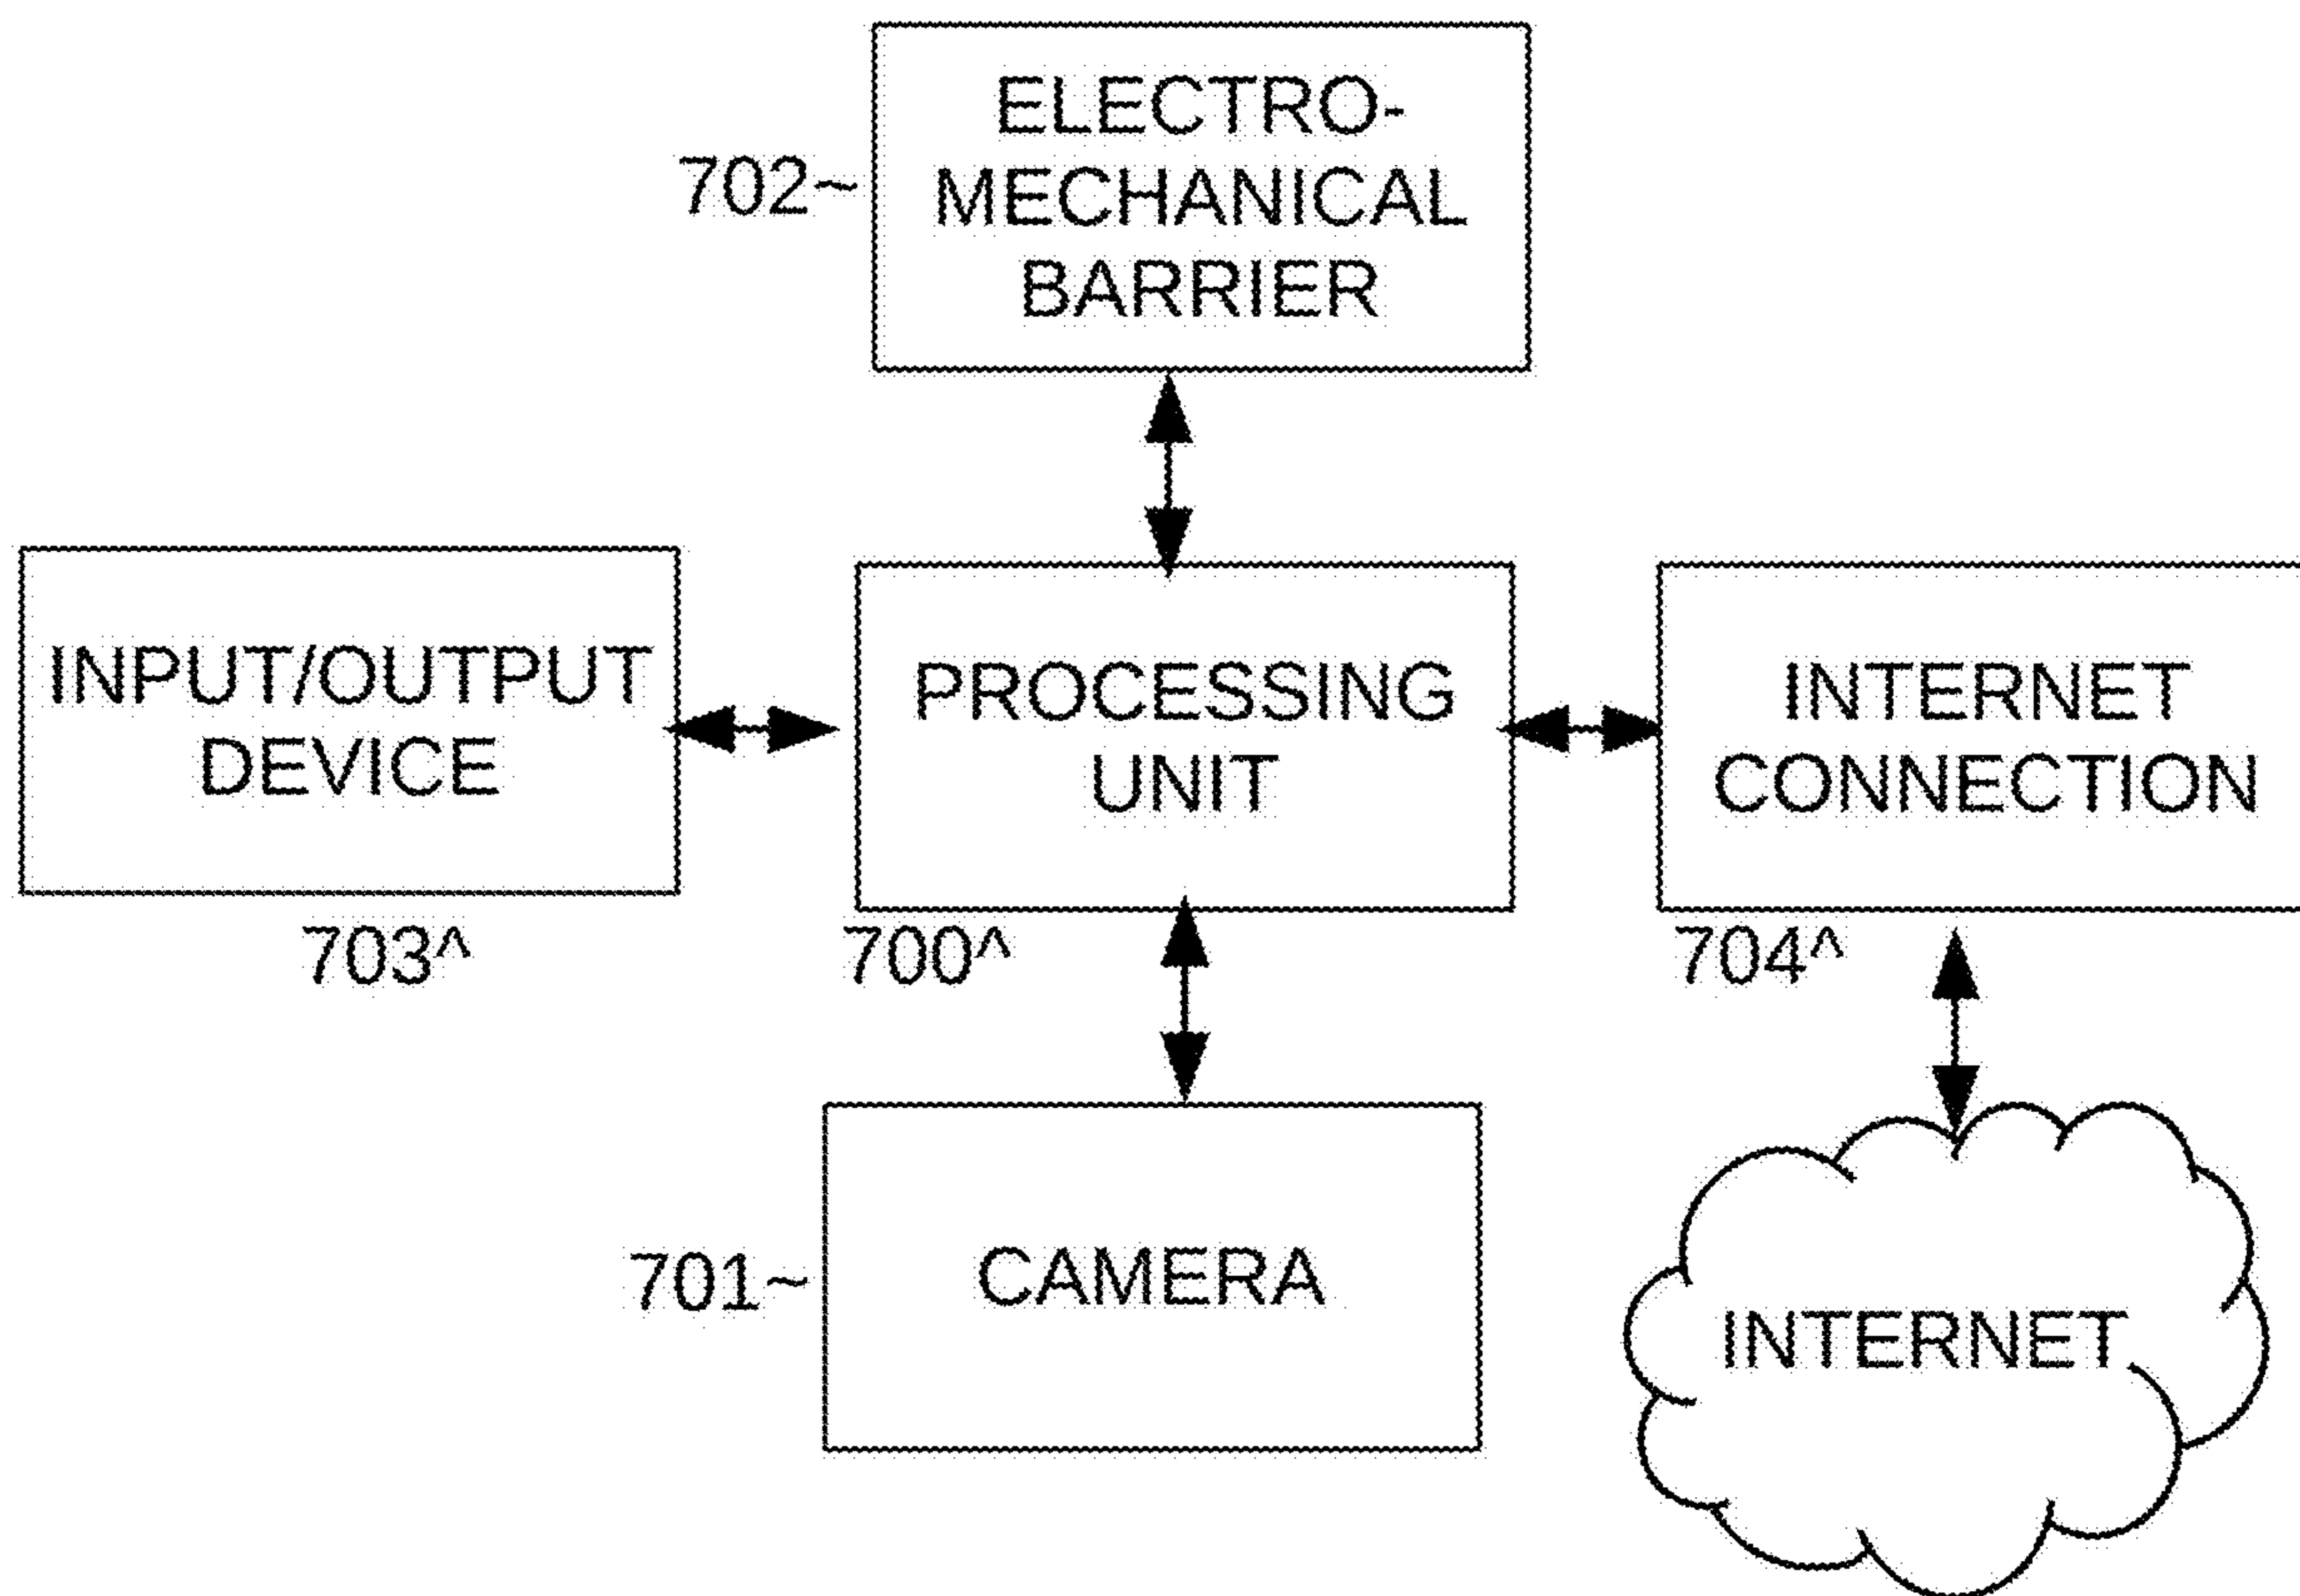 ELECTRO-
MECHANICAL
BARRIER
702~
INPUT/OUTPUT
DEVICE
703^
PROCESSING
UNIT
700^
INTERNET
CONNECTION
704^
701~
CAMERA
INTERNET